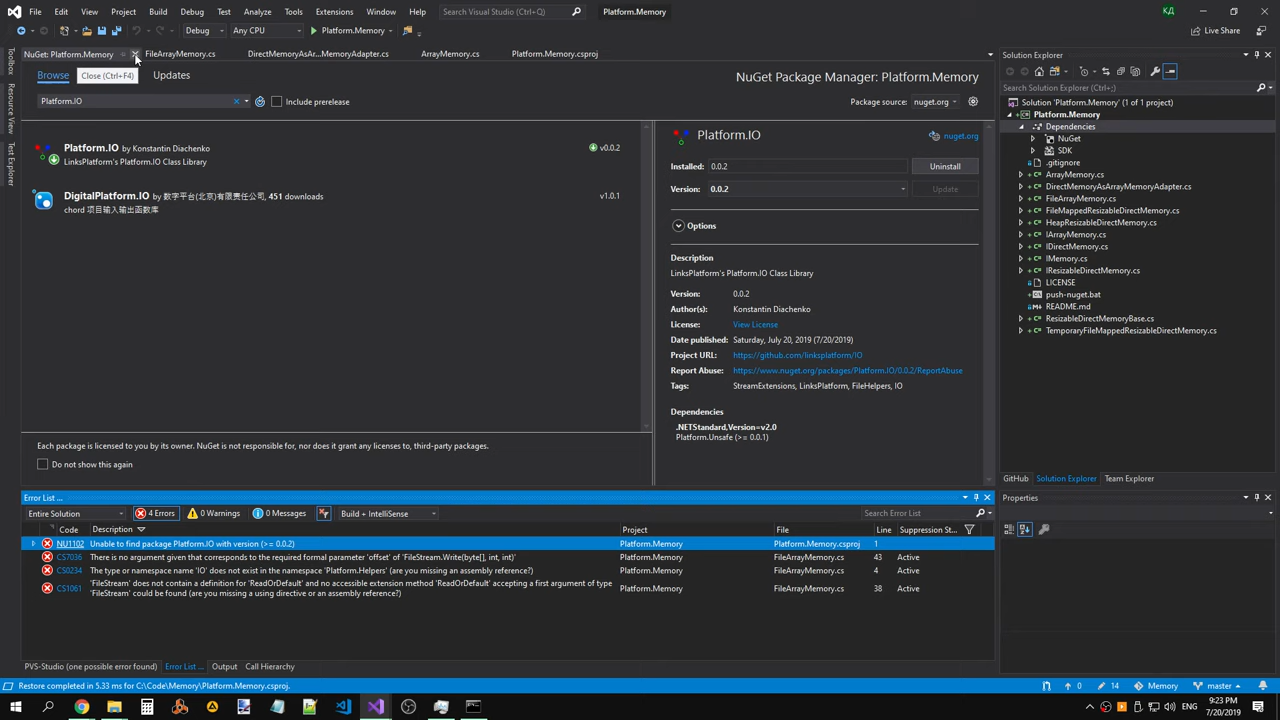 File Edit View Project Build Debug Test Analyze Tools Extensions Window Help Search Visual Studio Platform.Memory КД
Debug Any CPU Platform.Memory Live Share
NuGet: Platform.Memory FileArrayMemory.cs DirectMemoryAsAr...MemoryAdapter.cs ArrayMemory.cs Platform.Memory.csproj
Toolbox
Resource View
Test Explorer
Browse Close (Ctrl+F4) Updates
NuGet Package Manager: Platform.Memory
Platform.IO Include prerelease Package source: nuget.org
Platform.IO by Konstantin Diachenko v0.0.2
LinksPlatform's Platform.IO Class Library
DigitalPlatform.IO by 数字平台(北京)有限责任公司, 451 downloads v1.0.1
chord 项目输入输出函数库
Each package is licensed to you by its owner. NuGet is not responsible for, nor does it grant any licenses to, third-party packages.
Do not show this again
Platform.IO nuget.org
Installed: 0.0.2 Uninstall
Version: 0.0.2 Update
Options
Description
LinksPlatform's Platform.IO Class Library
Version: 0.0.2
Author(s): Konstantin Diachenko
License: View License
Date published: Saturday, July 20, 2019 (7/20/2019)
Project URL: https://github.com/linksplatform/IO
Report Abuse: https://www.nuget.org/packages/Platform.IO/0.0.2/ReportAbuse
Tags: StreamExtensions, LinksPlatform, FileHelpers, IO
Dependencies
.NETStandard,Version=v2.0
Platform.Unsafe (>= 0.0.1)
Solution Explorer
Search Solution Explorer (Ctrl+;)
Solution 'Platform.Memory' (1 of 1 project)
Platform.Memory
Dependencies
NuGet
SDK
.gitignore
ArrayMemory.cs
DirectMemoryAsArrayMemoryAdapter.cs
FileArrayMemory.cs
FileMappedResizableDirectMemory.cs
HeapResizableDirectMemory.cs
IArrayMemory.cs
IDirectMemory.cs
IMemory.cs
IResizableDirectMemory.cs
LICENSE
push-nuget.bat
README.md
ResizableDirectMemoryBase.cs
TemporaryFileMappedResizableDirectMemory.cs
GitHub Solution Explorer Team Explorer
Properties
Error List ...
Entire Solution 4 Errors 0 Warnings 0 Messages Build + IntelliSense Search Error List
Code Description Project File Line Suppression St...
NU1102 Unable to find package Platform.IO with version (>= 0.0.2) Platform.Memory Platform.Memory.csproj 1
CS7036 There is no argument given that corresponds to the required formal parameter 'offset' of 'FileStream.Write(byte[], int, int)' Platform.Memory FileArrayMemory.cs 43 Active
CS0234 The type or namespace name 'IO' does not exist in the namespace 'Platform.Helpers' (are you missing an assembly reference?) Platform.Memory FileArrayMemory.cs 4 Active
CS1061 'FileStream' does not contain a definition for 'ReadOrDefault' and no accessible extension method 'ReadOrDefault' accepting a first argument of type Platform.Memory FileArrayMemory.cs 38 Active
'FileStream' could be found (are you missing a using directive or an assembly reference?)
PVS-Studio (one possible error found) Error List ... Output Call Hierarchy
Restore completed in 5.33 ms for C:\Code\Memory\Platform.Memory.csproj. 0 14 Memory master
ENG 9:23 PM
7/20/2019